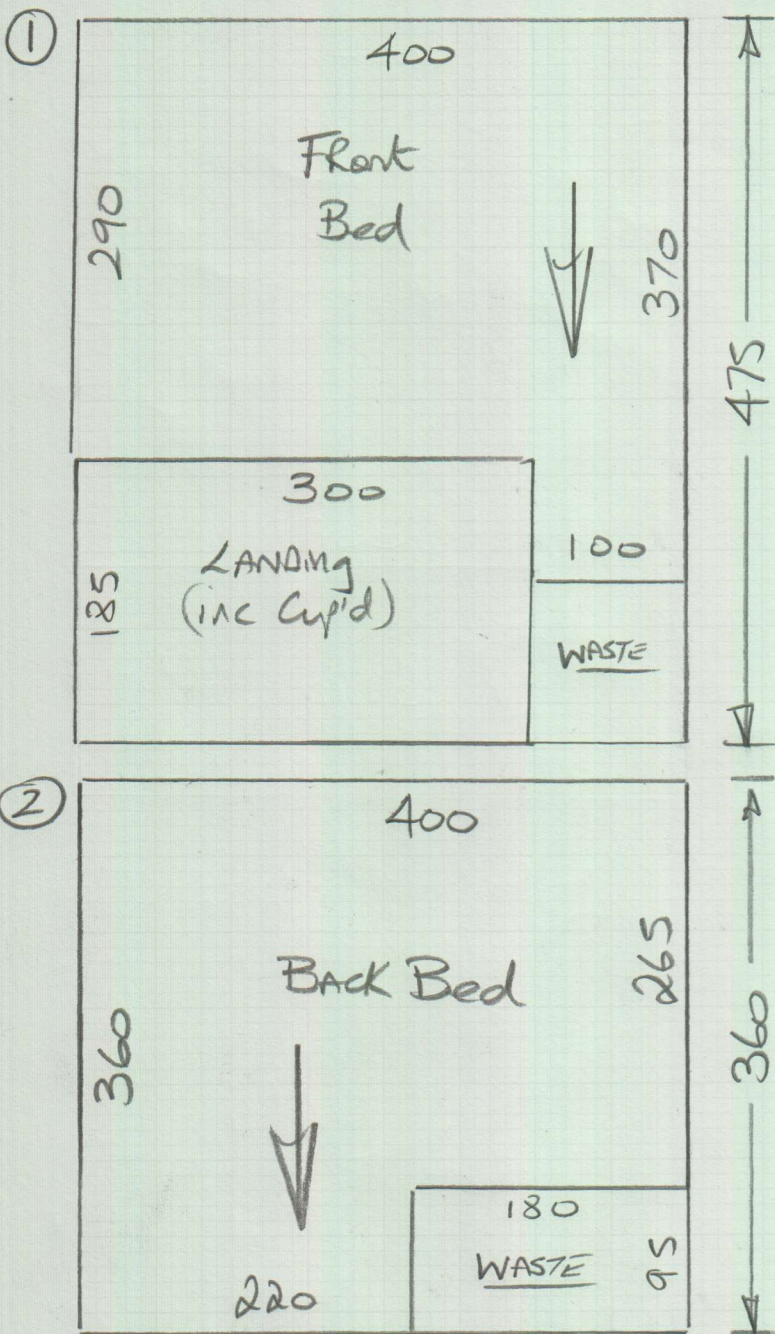 ①
400
Front
Bed
290
370
475
300
LANDING
(inc Cup'd)
185
100
WASTE
②
400
Back Bed
265
360
360
180
WASTE
95
220